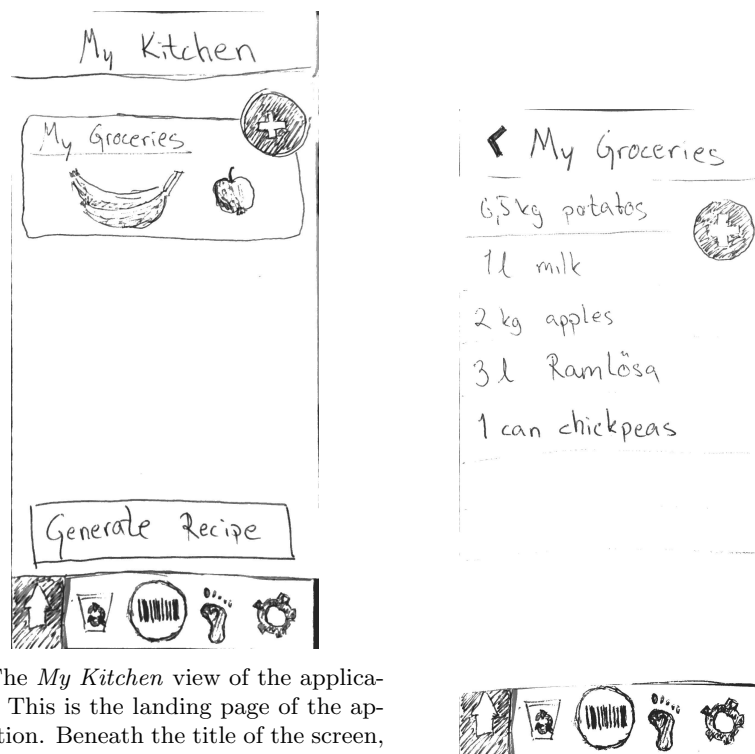 My Kitchen
My Groceries
Generate Recipe
The My Kitchen view of the applica-
This is the landing page of the ap-
tion. Beneath the title of the screen,
My Groceries
0,5kg potatos
1l milk
2 kg apples
3 l Ramlösa
1 can chickpeas